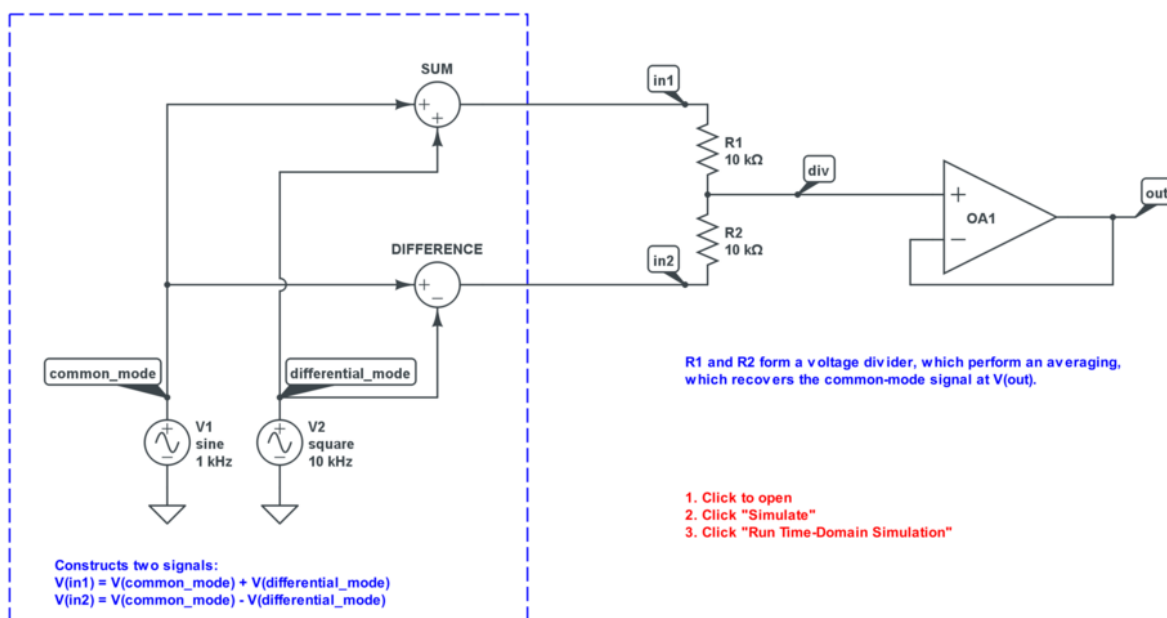 SUM
in1
R1
10 kΩ
div
out
OA1
R2
10 kΩ
DIFFERENCE
in2
common_mode
differential_mode
R1 and R2 form a voltage divider, which perform an averaging,
which recovers the common-mode signal at V(out).
V1
sine
1 kHz
V2
square
10 kHz
1. Click to open
2. Click "Simulate"
3. Click "Run Time-Domain Simulation"
Constructs two signals:
V(in1) = V(common_mode) + V(differential_mode)
V(in2) = V(common_mode) - V(differential_mode)